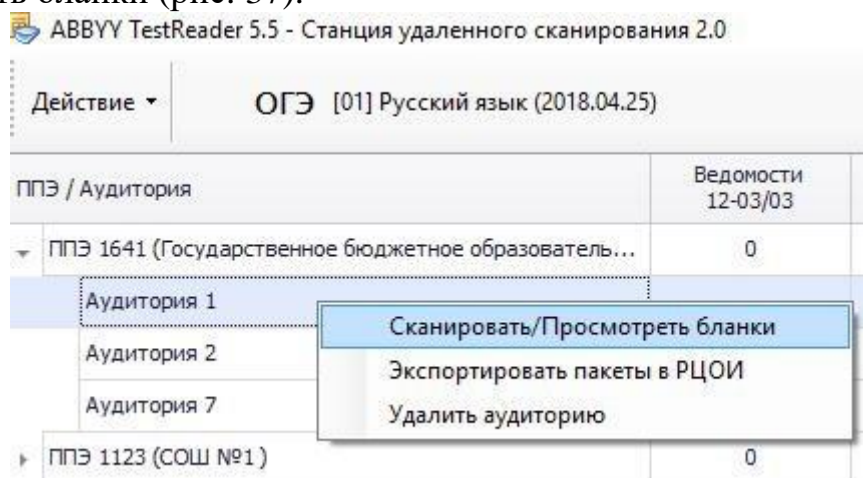 ть бланки (рис. 37).
ABBYY TestReader 5.5 - Станция удаленного сканирования 2.0
Действие ОГЭ [01] Русский язык (2018.04.25)
ППЭ / Аудитория Ведомости 12-03/03
ППЭ 1641 (Государственное бюджетное образователь... 0
Аудитория 1
Сканировать/Просмотреть бланки
Аудитория 2
Экспортировать пакеты в РЦОИ
Аудитория 7
Удалить аудиторию
ППЭ 1123 (СОШ №1) 0